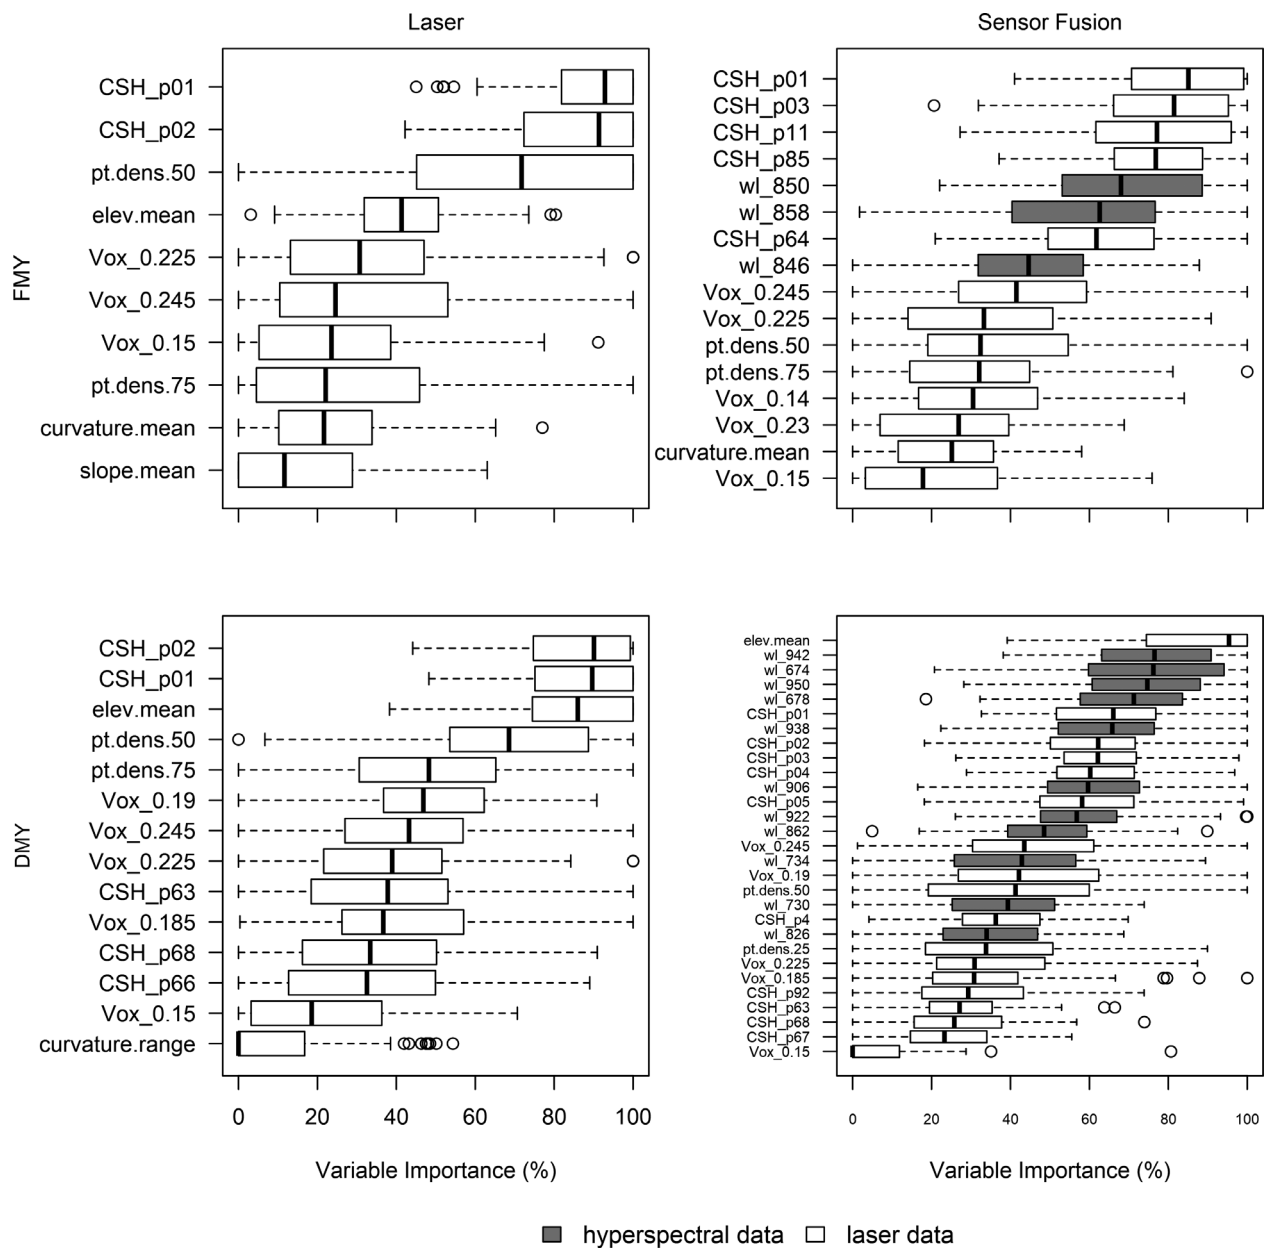 Laser
Sensor Fusion
FMY
CSH_p01
CSH_p02
pt.dens.50
elev.mean
Vox_0.225
Vox_0.245
Vox_0.15
pt.dens.75
curvature.mean
slope.mean
CSH_p01
CSH_p03
CSH_p11
CSH_p85
wl_850
wl_858
CSH_p64
wl_846
Vox_0.245
Vox_0.225
pt.dens.50
pt.dens.75
Vox_0.14
Vox_0.23
curvature.mean
Vox_0.15
DMY
CSH_p02
CSH_p01
elev.mean
pt.dens.50
pt.dens.75
Vox_0.19
Vox_0.245
Vox_0.225
CSH_p63
Vox_0.185
CSH_p68
CSH_p66
Vox_0.15
curvature.range
0 20 40 60 80 100
Variable Importance (%)
elev.mean
wl_942
wl_674
wl_950
wl_678
CSH_p01
wl_938
CSH_p02
CSH_p03
CSH_p04
wl_906
CSH_p05
wl_922
wl_862
Vox_0.245
wl_734
Vox_0.19
pt.dens.50
wl_730
CSH_p4
wl_826
pt.dens.25
Vox_0.225
Vox_0.185
CSH_p92
CSH_p63
CSH_p68
CSH_p67
Vox_0.15
0 20 40 60 80 100
Variable Importance (%)
hyperspectral data laser data